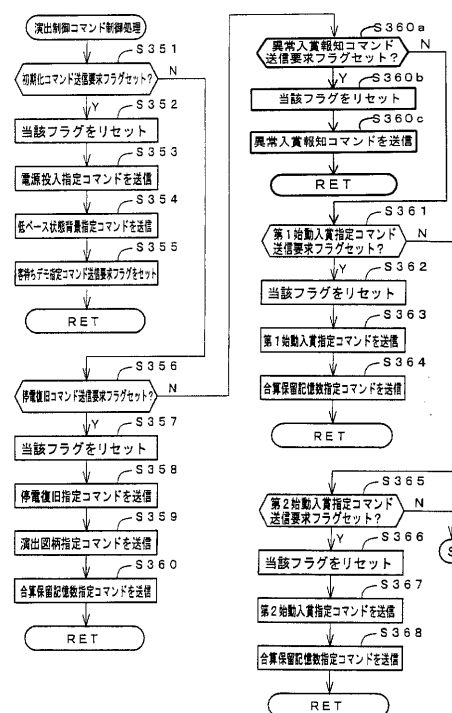 演出制御コマンド制御処理
S351
初期化コマンド送信要求フラグセット?
N
Y
S352
当該フラグをリセット
S353
電源投入指定コマンドを送信
S354
低ベース状態背景指定コマンドを送信
S355
客待ちデモ指定コマンド送信要求フラグをセット
RET
S356
停電復旧コマンド送信要求フラグセット?
N
Y
S357
当該フラグをリセット
S358
停電復旧指定コマンドを送信
S359
演出図柄指定コマンドを送信
S360
合算保留記憶数指定コマンドを送信
RET
S360a
異常入賞報知コマンド
送信要求フラグセット?
N
Y
S360b
当該フラグをリセット
S360c
異常入賞報知コマンドを送信
RET
S361
第1始動入賞指定コマンド
送信要求フラグセット?
N
Y
S362
当該フラグをリセット
S363
第1始動入賞指定コマンドを送信
S364
合算保留記憶数指定コマンドを送信
RET
S365
第2始動入賞指定コマンド
送信要求フラグセット?
N
Y
S366
当該フラグをリセット
S367
第2始動入賞指定コマンドを送信
S368
合算保留記憶数指定コマンドを送信
RET
S